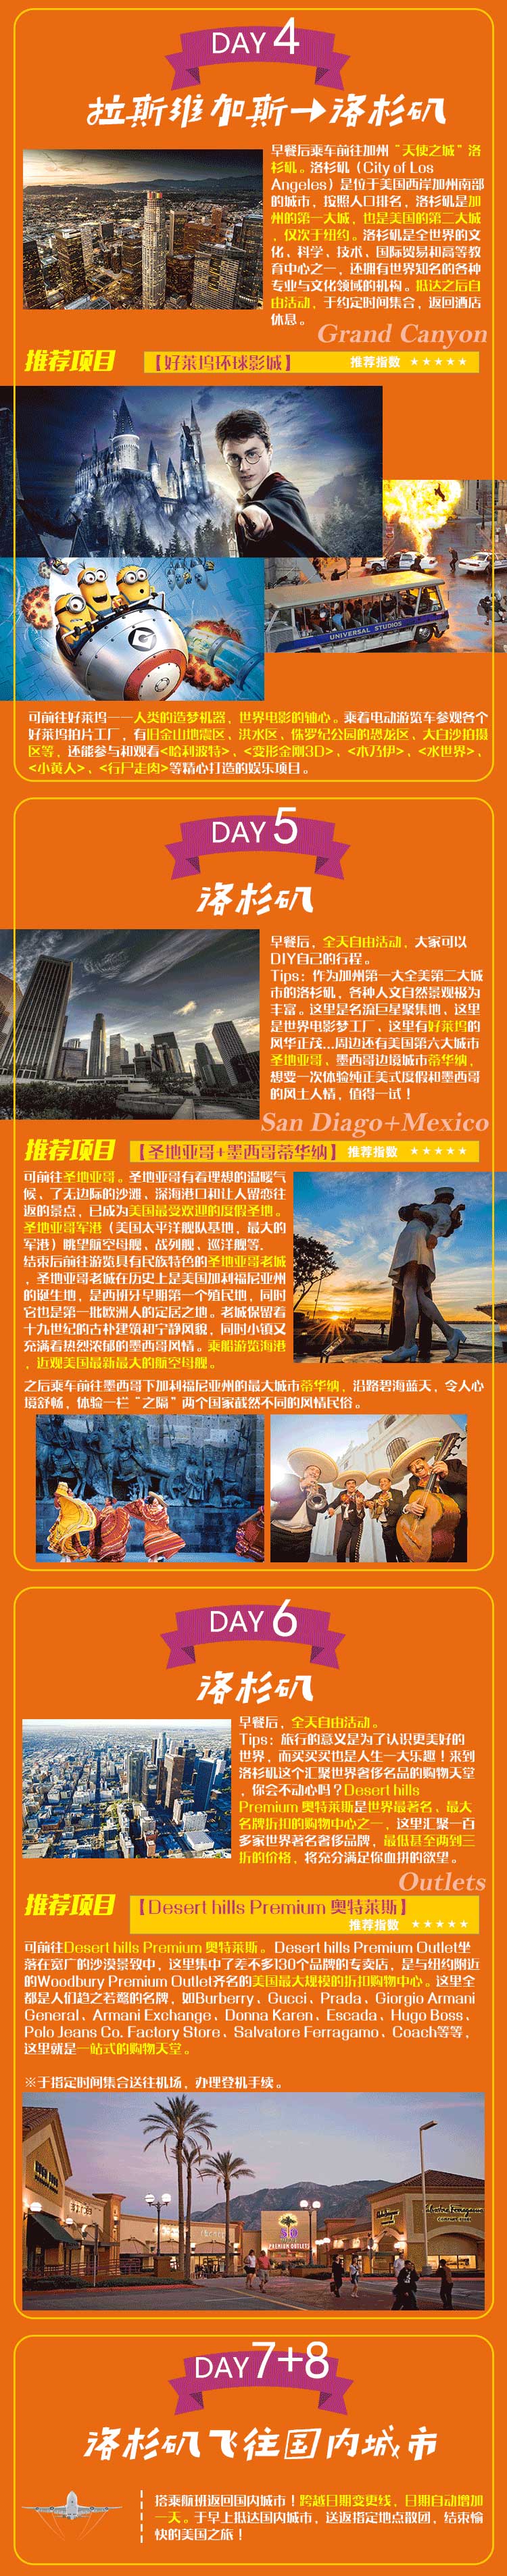 DAY 4
拉斯维加斯→洛杉矶
早餐后乘车前往加州“天使之城”洛
杉矶。洛杉矶（City of Los
Angeles）是位于美国西岸加州南部
的城市，按照人口排名，洛杉矶是加
州的第一大城，也是美国的第二大城
，仅次于纽约。洛杉矶是全世界的文
化、科学、技术、国际贸易和高等教
育中心之一，还拥有世界知名的各种
专业与文化领域的机构。抵达之后自
由活动，于约定时间集合，返回酒店
休息。
Grand Canyon
推荐项目
【好莱坞环球影城】
推荐指数 ★★★★★
UNIVERSAL STUDIOS
可前往好莱坞——人类的造梦机器，世界电影的轴心。乘着电动游览车参观各个
好莱坞拍片工厂，有旧金山地震区、洪水区、侏罗纪公园的恐龙区、大白沙拍摄
区等，还能参与和观看<哈利波特>、<变形金刚3D>、<木乃伊>、<水世界>、
<小黄人>、<行尸走肉>等精心打造的娱乐项目。
DAY 5
洛杉矶
早餐后，全天自由活动，大家可以
DIY自己的行程。
Tips：作为加州第一大全美第二大城
市的洛杉矶，各种人文自然景观极为
丰富。这里是名流巨星聚集地、这里
是世界电影梦工厂、这里有好莱坞的
风华正茂...周边还有美国第六大城市
圣地亚哥、墨西哥边境城市蒂华纳，
想要一次体验纯正美式度假和墨西哥
的风土人情，值得一试！
San Diago+Mexico
推荐项目
【圣地亚哥+墨西哥蒂华纳】
推荐指数 ★★★★★
可前往圣地亚哥。圣地亚哥有着理想的温暖气
候、了无边际的沙滩、深海港口和让人留恋往
返的景点，已成为美国最受欢迎的度假圣地。
圣地亚哥军港（美国太平洋舰队基地，最大的
军港）眺望航空母舰、战列舰、巡洋舰等.
结束后前往游览具有民族特色的圣地亚哥老城
，圣地亚哥老城在历史上是美国加利福尼亚州
的诞生地，是西班牙早期第一个殖民地，同时
它也是第一批欧洲人的定居之地。老城保留着
十九世纪的古朴建筑和宁静风貌，同时小镇又
充满着热烈浓郁的墨西哥风情。乘船游览海港
，近观美国最新最大的航空母舰。
之后乘车前往墨西哥下加利福尼亚州的最大城市蒂华纳，沿路碧海蓝天，令人心
境舒畅，体验一栏“之隔”两个国家截然不同的风情民俗。
DAY 6
洛杉矶
早餐后，全天自由活动。
Tips：旅行的意义是为了认识更美好的
世界，而买买买也是人生一大乐趣！来到
洛杉矶这个汇聚世界奢侈名品的购物天堂
，你会不动心吗？Desert hills
Premium 奥特莱斯是世界最著名、最大
名牌折扣的购物中心之一，这里汇聚一百
多家世界著名奢侈品牌，最低甚至两到三
折的价格，将充分满足你血拼的欲望。
Outlets
推荐项目
【Desert hills Premium 奥特莱斯】
推荐指数 ★★★★★
可前往Desert hills Premium 奥特莱斯。Desert hills Premium Outlet坐
落在宽广的沙漠景致中，这里集中了差不多130个品牌的专卖店，是与纽约附近
的Woodbury Premium Outlet齐名的美国最大规模的折扣购物中心。这里全
都是人们趋之若鹜的名牌，如Burberry、Gucci、Prada、Giorgio Armani
General、Armani Exchange、Donna Karen、Escada、Hugo Boss、
Polo Jeans Co. Factory Store、Salvatore Ferragamo、Coach等等，
这里就是一站式的购物天堂。
※于指定时间集合送往机场，办理登机手续。
PREMIUM OUTLETS
Salvatore Ferragamo
DAY 7+8
洛杉矶飞往国内城市
搭乘航班返回国内城市！跨越日期变更线，日期自动增加
一天。于早上抵达国内城市，送返指定地点散团，结束愉
快的美国之旅！